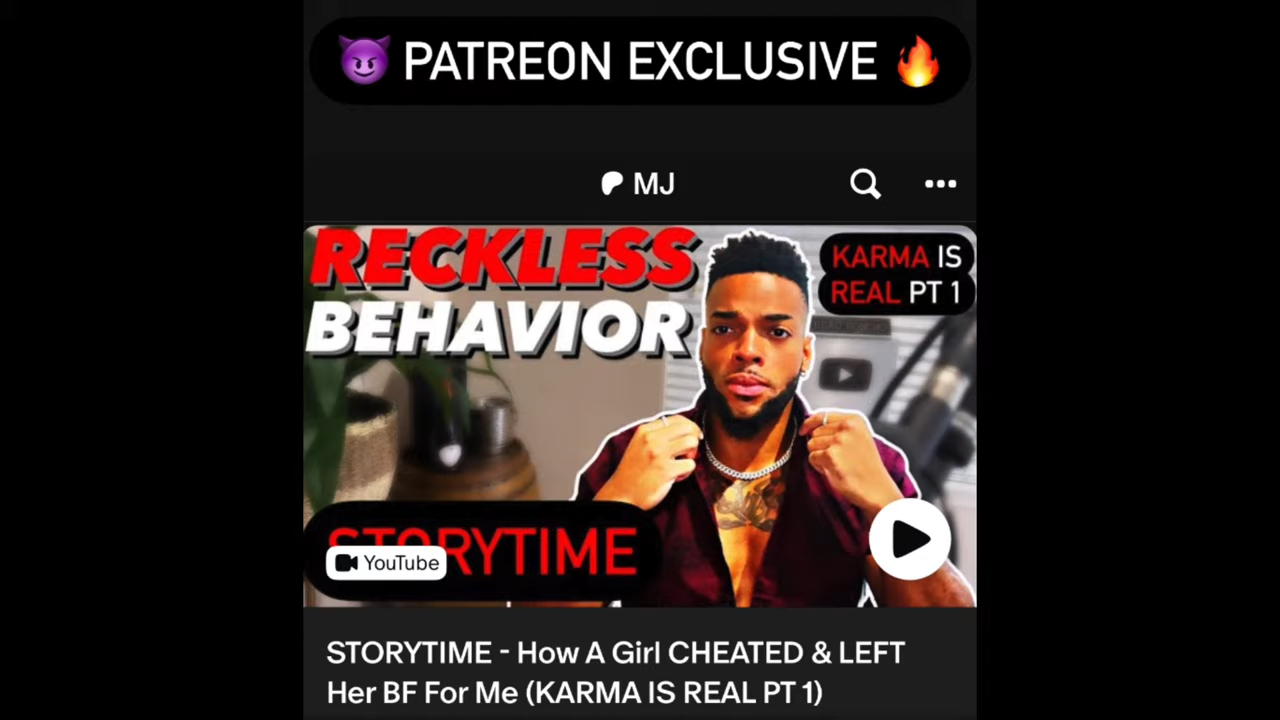 😈 PATREON EXCLUSIVE 🔥
MJ
RECKLESS
BEHAVIOR
KARMA IS
REAL PT 1
STORYTIME
YouTube
STORYTIME - How A Girl CHEATED & LEFT
Her BF For Me (KARMA IS REAL PT 1)